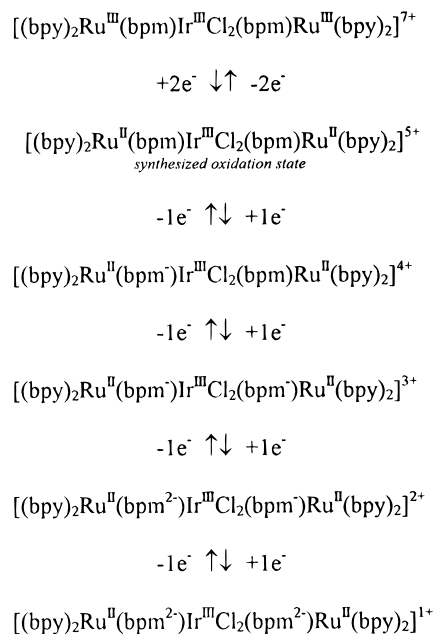 [(bpy)₂Ruᴵᴵᴵ(bpm)IrᴵᴵᴵCl₂(bpm)Ruᴵᴵᴵ(bpy)₂]⁷⁺
+2e⁻ ↓↑ -2e⁻
[(bpy)₂Ruᴵᴵ(bpm)IrᴵᴵᴵCl₂(bpm)Ruᴵᴵ(bpy)₂]⁵⁺
synthesized oxidation state
-1e⁻ ↑↓ +1e⁻
[(bpy)₂Ruᴵᴵ(bpm⁻)IrᴵᴵᴵCl₂(bpm)Ruᴵᴵ(bpy)₂]⁴⁺
-1e⁻ ↑↓ +1e⁻
[(bpy)₂Ruᴵᴵ(bpm⁻)IrᴵᴵᴵCl₂(bpm⁻)Ruᴵᴵ(bpy)₂]³⁺
-1e⁻ ↑↓ +1e⁻
[(bpy)₂Ruᴵᴵ(bpm²⁻)IrᴵᴵᴵCl₂(bpm⁻)Ruᴵᴵ(bpy)₂]²⁺
-1e⁻ ↑↓ +1e⁻
[(bpy)₂Ruᴵᴵ(bpm²⁻)IrᴵᴵᴵCl₂(bpm²⁻)Ruᴵᴵ(bpy)₂]¹⁺